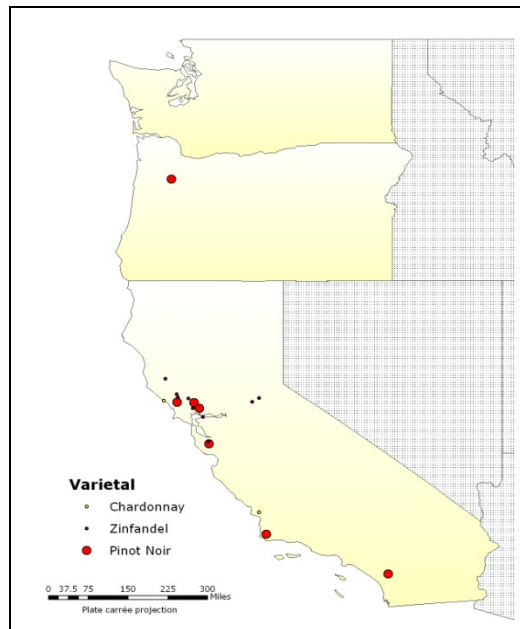 Varietal
Chardonnay
Zinfandel
Pinot Noir
0 37.5 75 150 225 300
Miles
Plate carrée projection